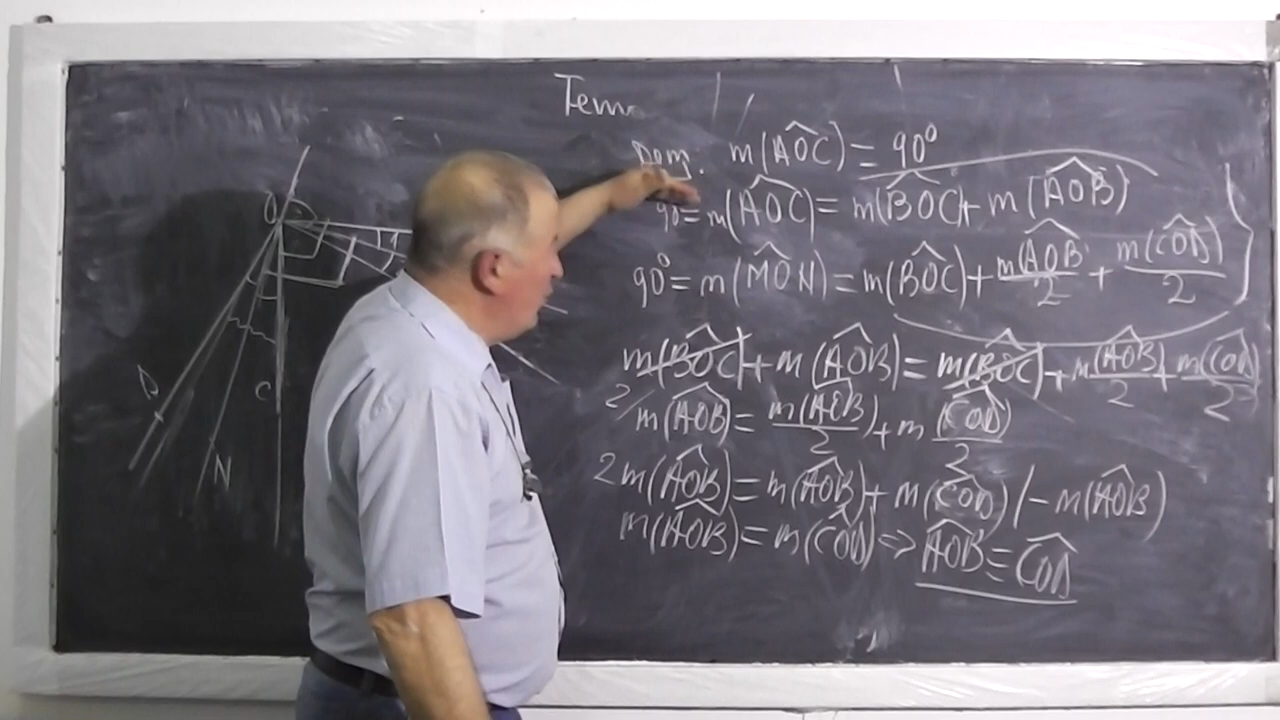 Tem
Dem: m(AOC) = 90°
90 = m(AOC) = m(BOC) + m(AOB)
90° = m(MON) = m(BOC) + m(AOB)/2 + m(COD)/2
m(BOC) + m(AOB) = m(BOC) + m(AOB)/2 + m(COD)/2
2/ m(AOB) = m(AOB)/2 + m(COD)/2
2m(AOB) = m(AOB) + m(COD) / - m(AOB)
m(AOB) = m(COD) => AOB ≡ COD
O
D
C
N